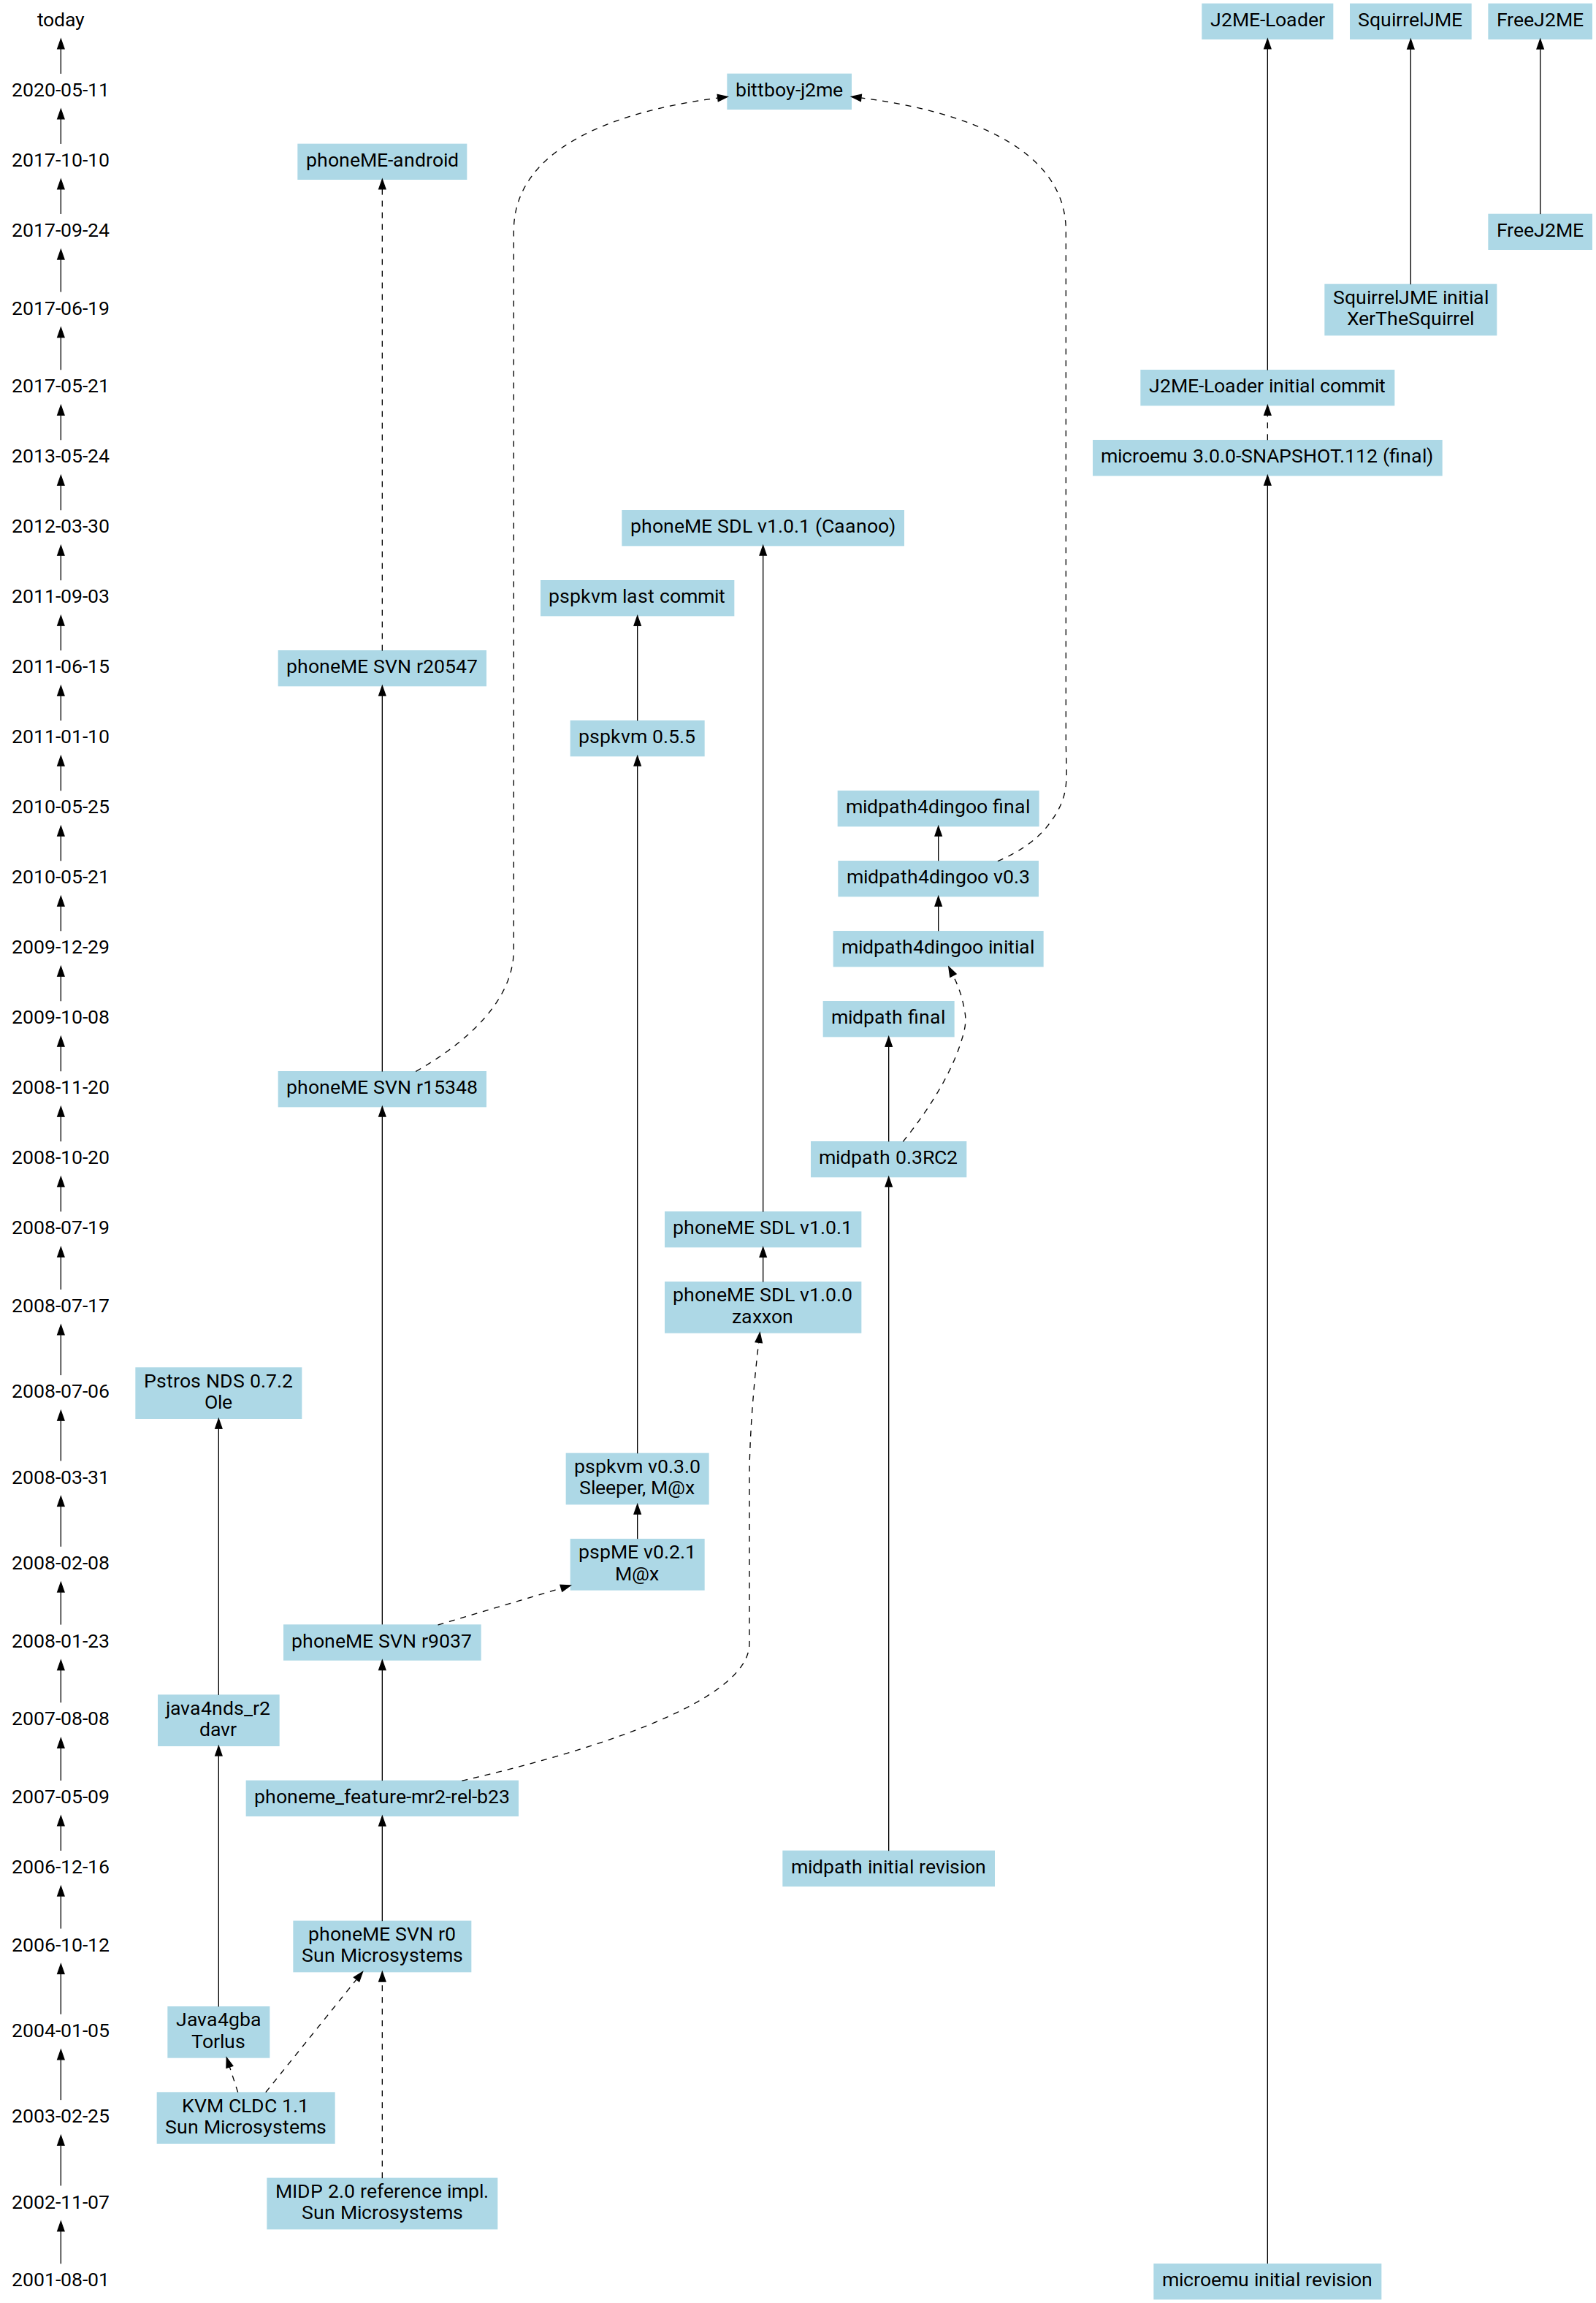 today
J2ME-Loader
SquirrelJME
FreeJ2ME
2020-05-11
bittboy-j2me
2017-10-10
phoneME-android
2017-09-24
FreeJ2ME
2017-06-19
SquirrelJME initial
XerTheSquirrel
2017-05-21
J2ME-Loader initial commit
2013-05-24
microemu 3.0.0-SNAPSHOT.112 (final)
2012-03-30
phoneME SDL v1.0.1 (Caanoo)
2011-09-03
pspkvm last commit
2011-06-15
phoneME SVN r20547
2011-01-10
pspkvm 0.5.5
2010-05-25
midpath4dingoo final
2010-05-21
midpath4dingoo v0.3
2009-12-29
midpath4dingoo initial
2009-10-08
midpath final
2008-11-20
phoneME SVN r15348
2008-10-20
midpath 0.3RC2
2008-07-19
phoneME SDL v1.0.1
2008-07-17
phoneME SDL v1.0.0
zaxxon
2008-07-06
Pstros NDS 0.7.2
Ole
2008-03-31
pspkvm v0.3.0
Sleeper, M@x
2008-02-08
pspME v0.2.1
M@x
2008-01-23
phoneME SVN r9037
2007-08-08
java4nds_r2
davr
2007-05-09
phoneme_feature-mr2-rel-b23
2006-12-16
midpath initial revision
2006-10-12
phoneME SVN r0
Sun Microsystems
2004-01-05
Java4gba
Torlus
2003-02-25
KVM CLDC 1.1
Sun Microsystems
2002-11-07
MIDP 2.0 reference impl.
Sun Microsystems
2001-08-01
microemu initial revision